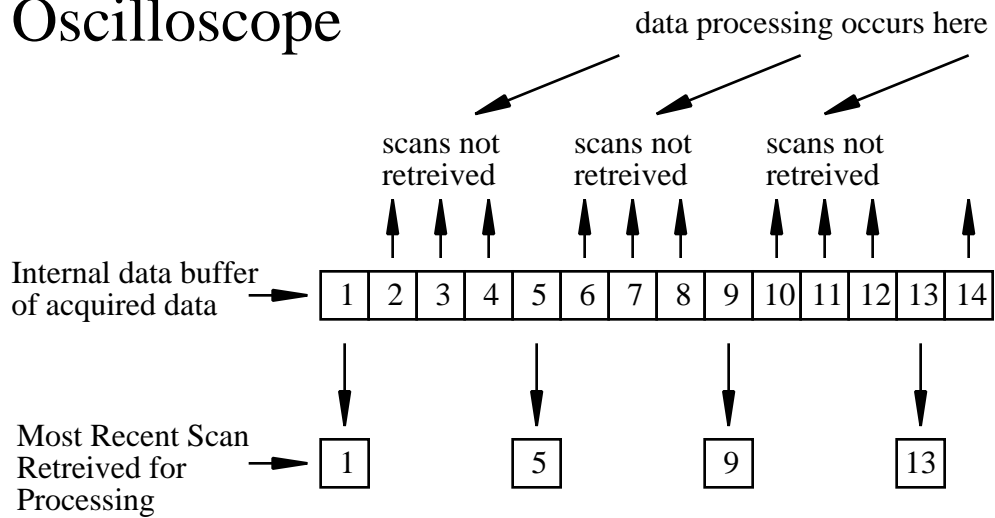 Oscilloscope
data processing occurs here
scans not
retreived
scans not
retreived
scans not
retreived
Internal data buffer
of acquired data
1 2 3 4 5 6 7 8 9 10 11 12 13 14
Most Recent Scan
Retreived for
Processing
1 5 9 13